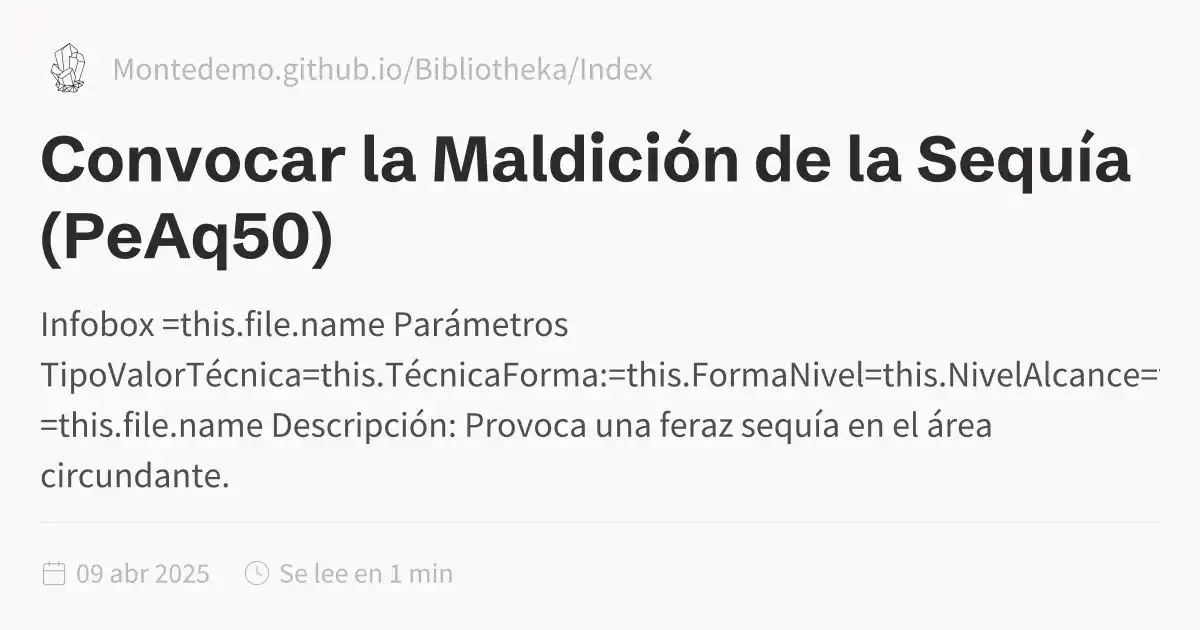 Montedemo.github.io/Bibliotheka/Index
Convocar la Maldición de la Sequía
(PeAq50)
Infobox =this.file.name Parámetros
TipoValorTécnica=this.TécnicaForma:=this.FormaNivel=this.NivelAlcance=
=this.file.name Descripción: Provoca una feraz sequía en el área
circundante.
09 abr 2025 Se lee en 1 min